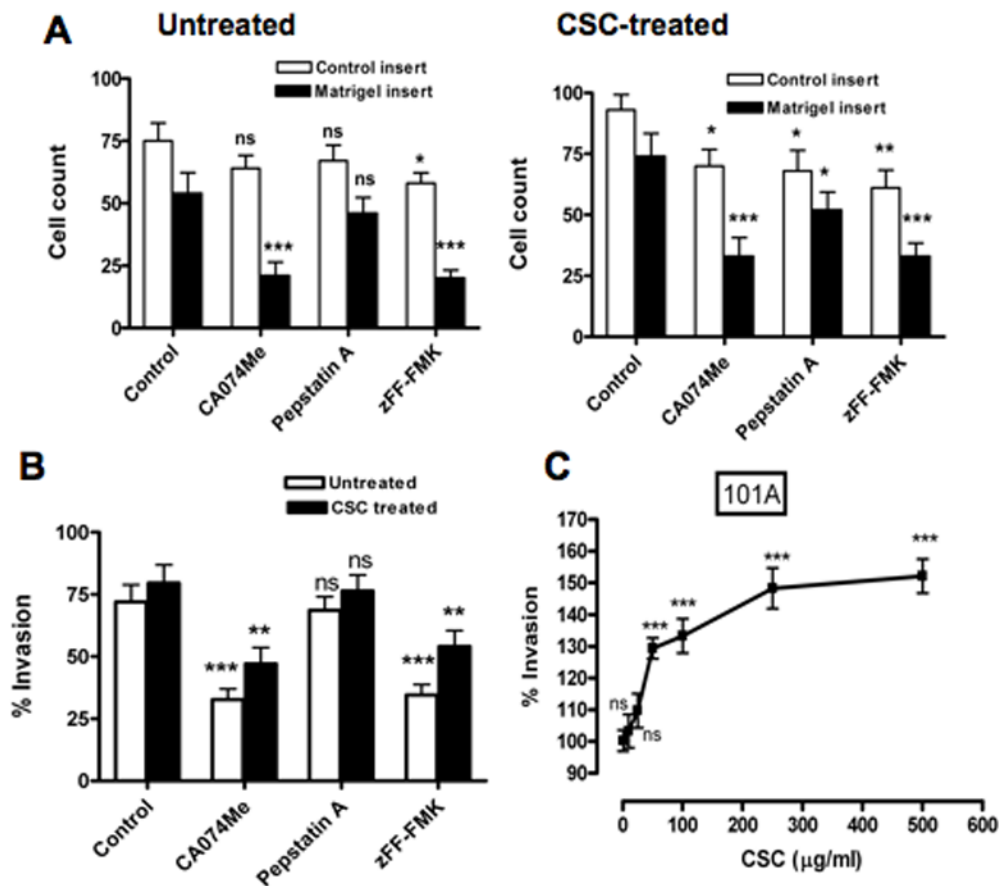 A
Untreated
CSC-treated
Control insert
Matrigel insert
Cell count
100
75
50
25
0
ns
***
ns
ns
*
***
Control
CA074Me
Pepstatin A
zFF-FMK
Control insert
Matrigel insert
Cell count
100
75
50
25
0
*
***
*
*
**
***
Control
CA074Me
Pepstatin A
zFF-FMK
B
Untreated
CSC treated
% Invasion
100
75
50
25
0
***
**
ns
ns
***
**
Control
CA074Me
Pepstatin A
zFF-FMK
C
101A
% Invasion
170
160
150
140
130
120
110
100
90
ns
ns
***
***
***
***
0
100
200
300
400
500
600
CSC (μg/ml)